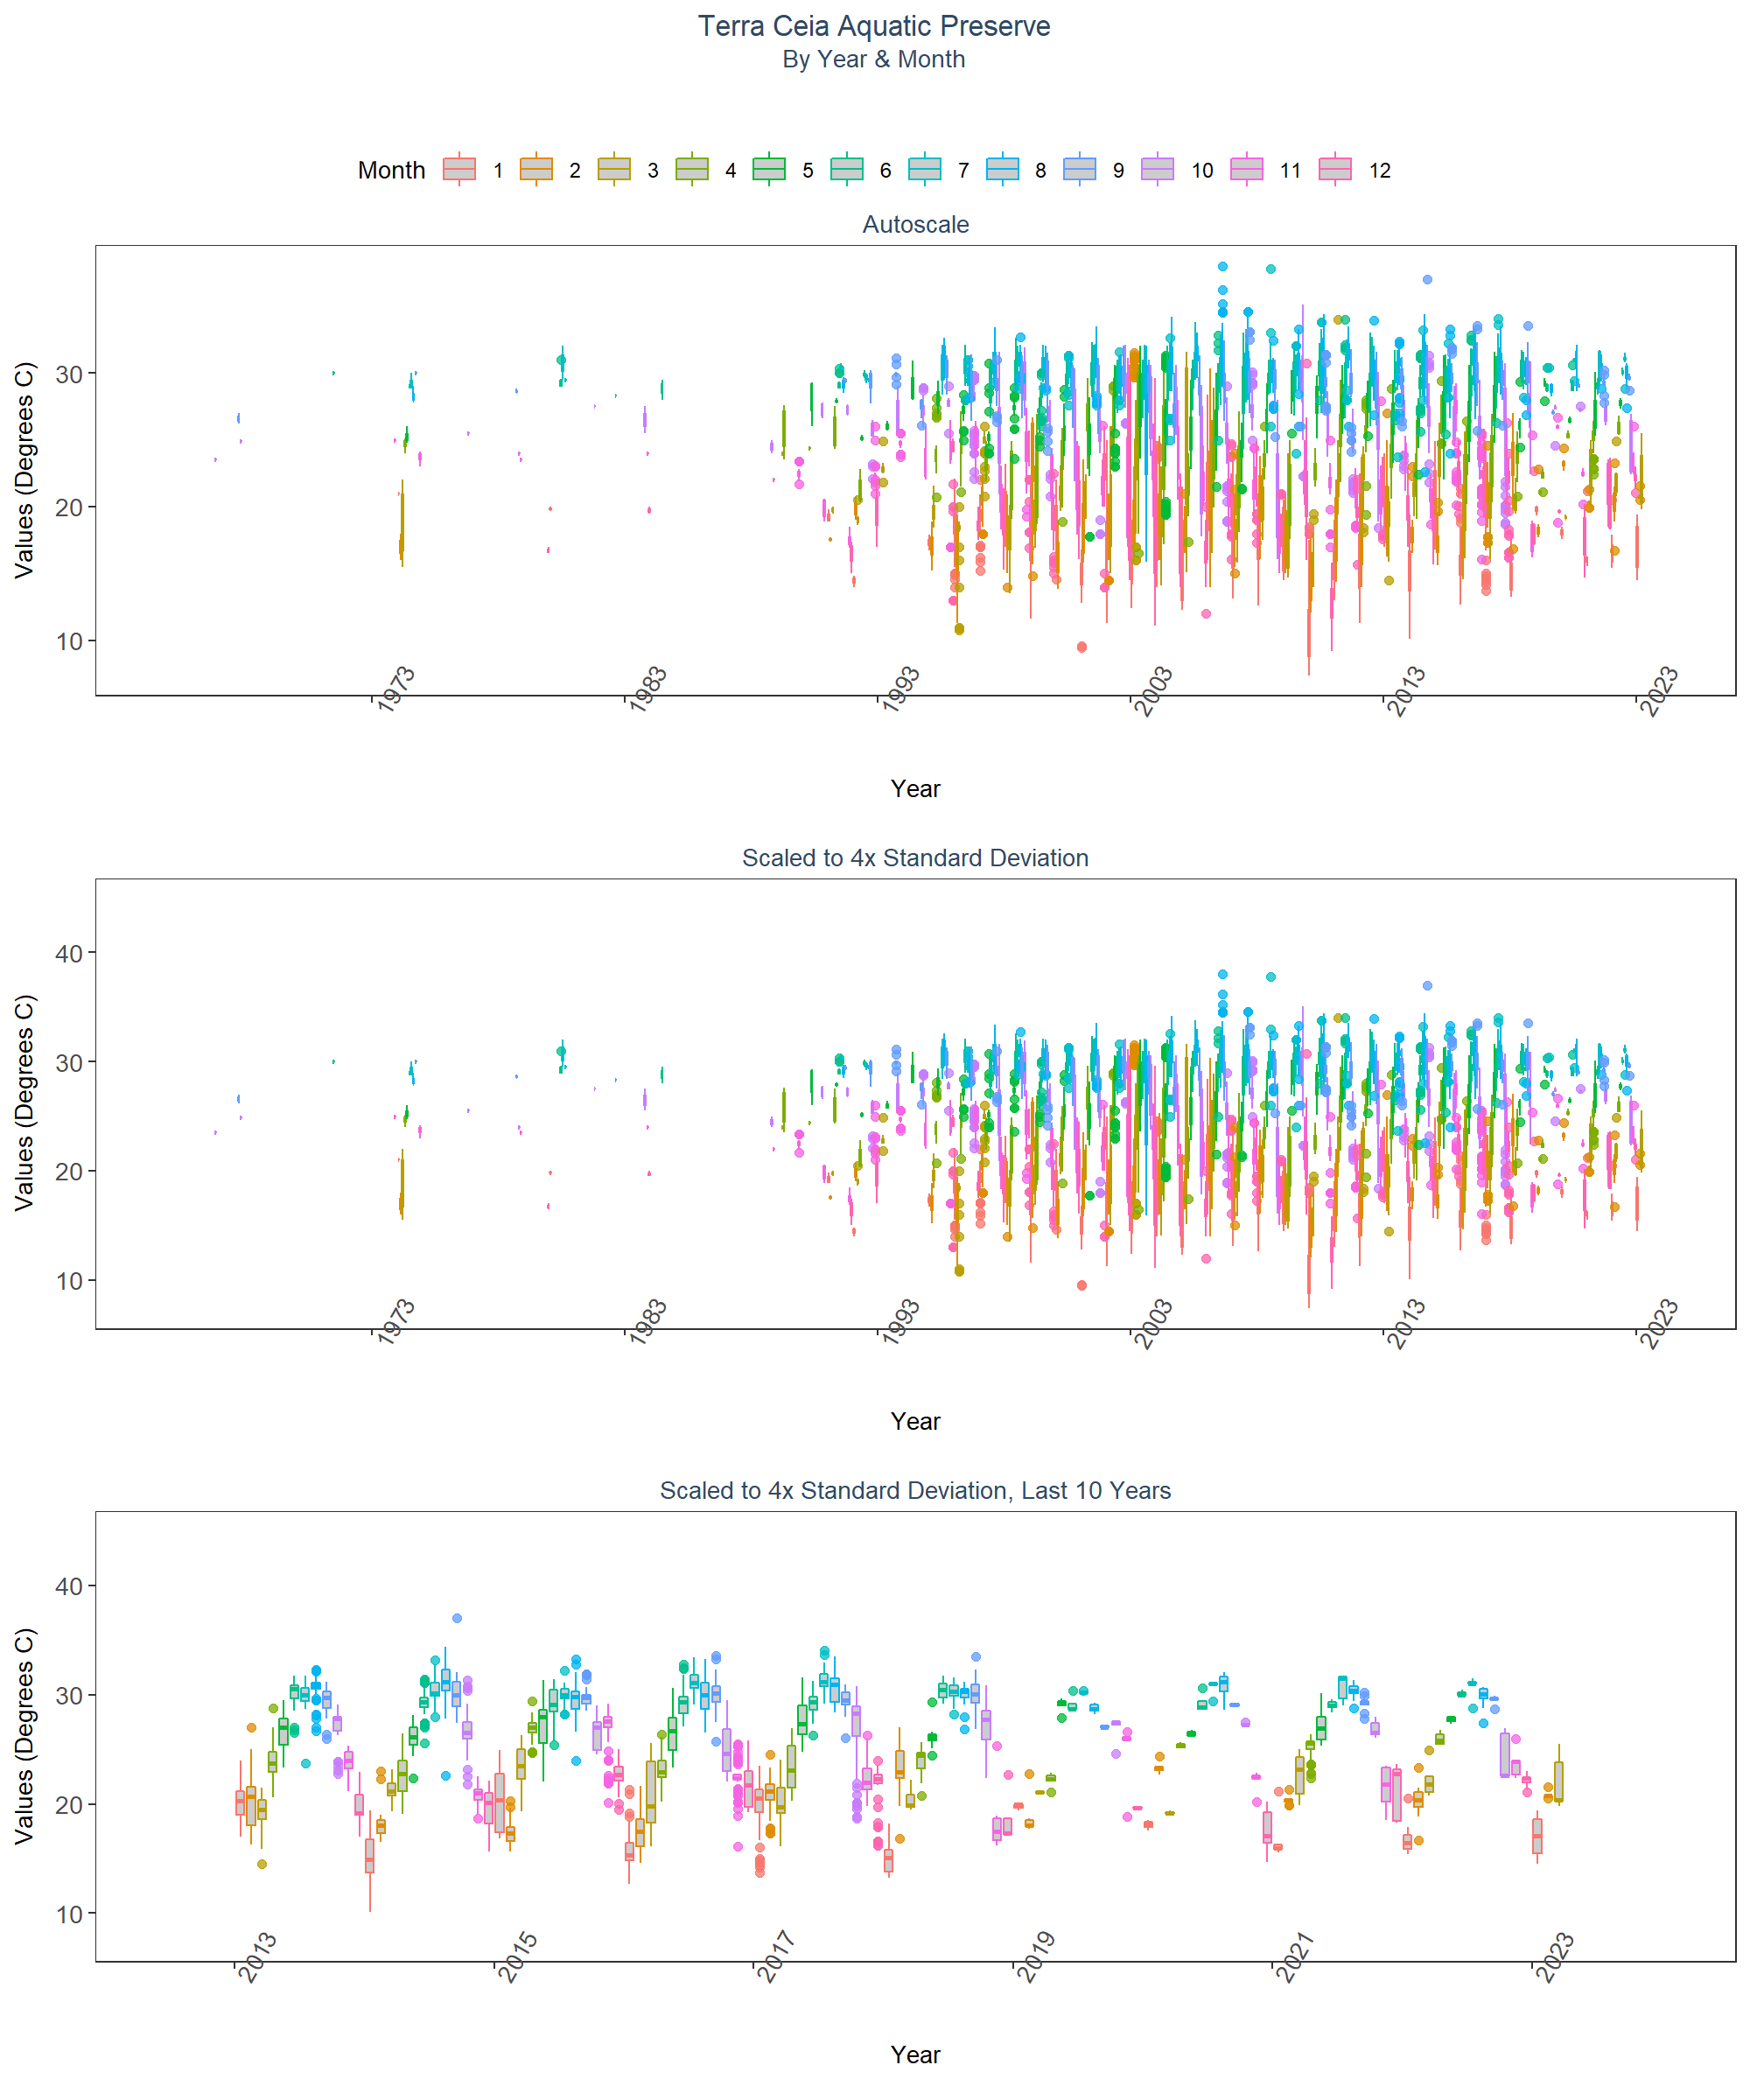 Terra Ceia Aquatic Preserve
By Year & Month
Month 1 2 3 4 5 6 7 8 9 10 11 12
Autoscale
Values (Degrees C)
30
20
10
1973 1983 1993 2003 2013 2023
Year
Scaled to 4x Standard Deviation
Values (Degrees C)
40
30
20
10
1973 1983 1993 2003 2013 2023
Year
Scaled to 4x Standard Deviation, Last 10 Years
Values (Degrees C)
40
30
20
10
2013 2015 2017 2019 2021 2023
Year